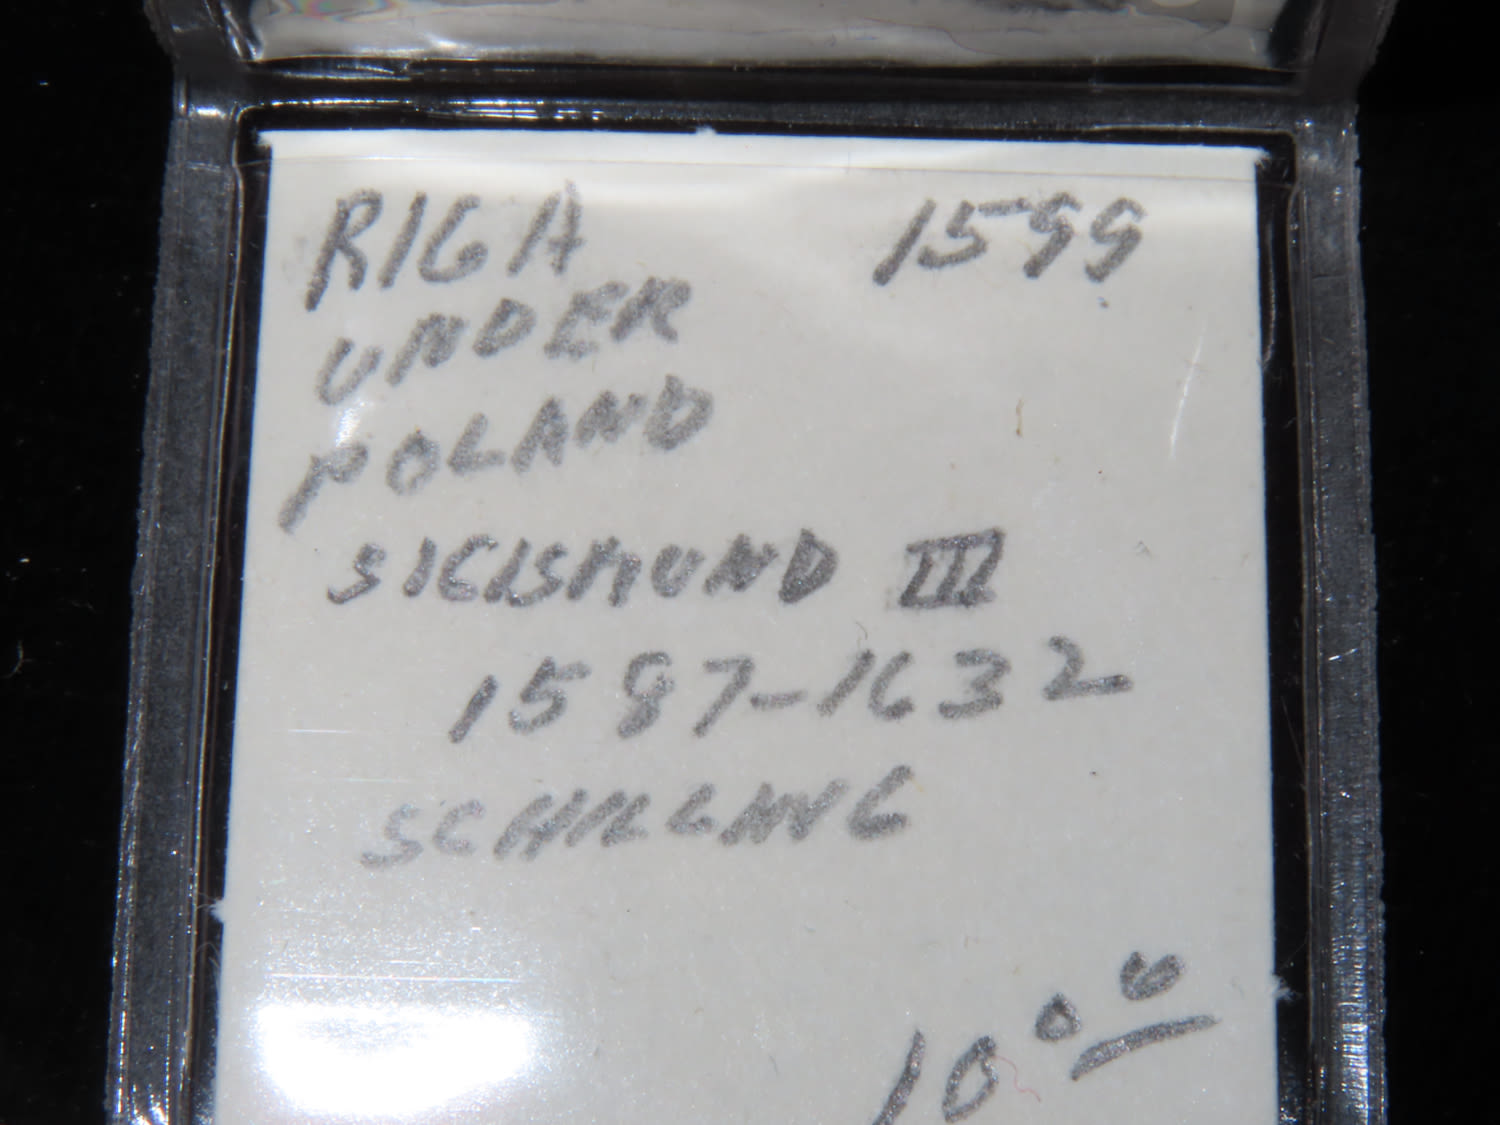 RIGA 1599
UNDER
POLAND
SIGISMUND III
1587-1632
SCHILLING
10 00